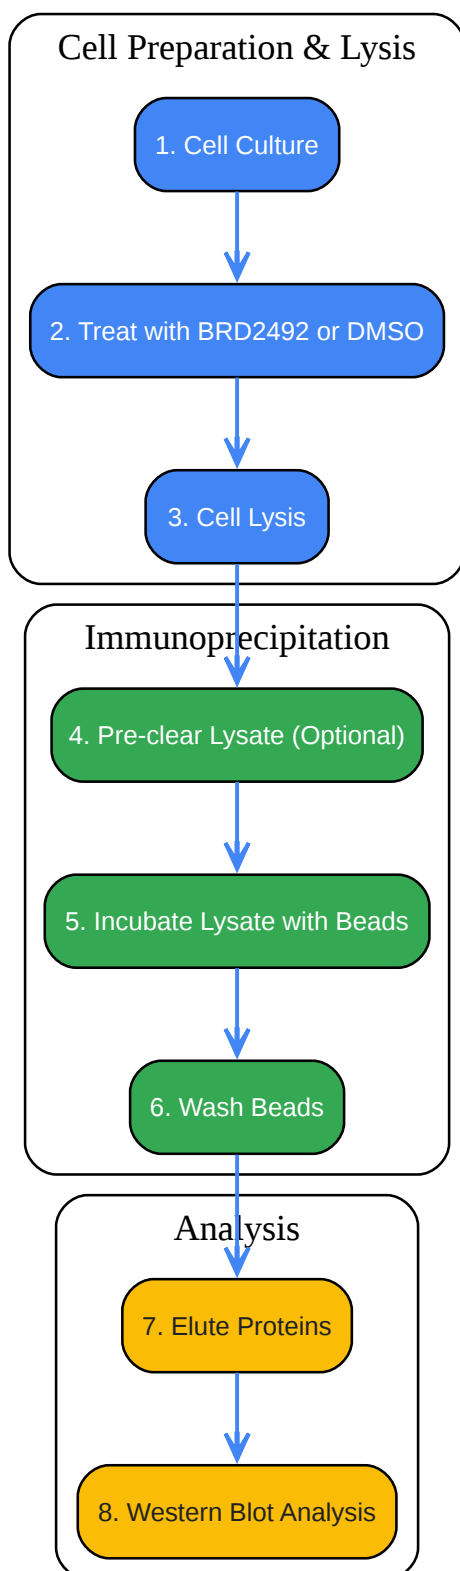 Cell Preparation & Lysis
1. Cell Culture
2. Treat with BRD2492 or DMSO
3. Cell Lysis
Immunoprecipitation
4. Pre-clear Lysate (Optional)
5. Incubate Lysate with Beads
6. Wash Beads
Analysis
7. Elute Proteins
8. Western Blot Analysis